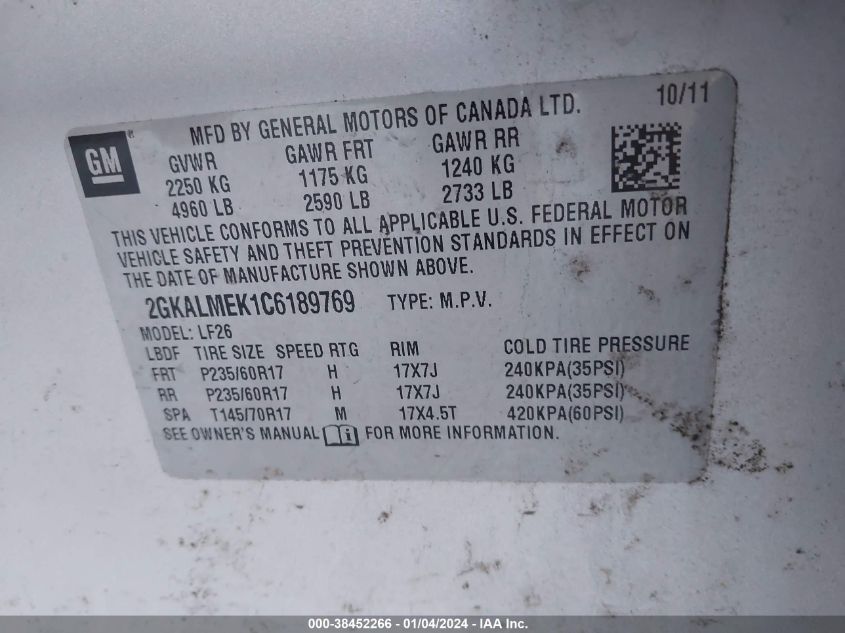 GM
MFD BY GENERAL MOTORS OF CANADA LTD. 10/11
GVWR GAWR FRT GAWR RR
2250 KG 1175 KG 1240 KG
4960 LB 2590 LB 2733 LB
THIS VEHICLE CONFORMS TO ALL APPLICABLE U.S. FEDERAL MOTOR
VEHICLE SAFETY AND THEFT PREVENTION STANDARDS IN EFFECT ON
THE DATE OF MANUFACTURE SHOWN ABOVE.
2GKALMEK1C6189769 TYPE: M.P.V.
MODEL: LF26
LBDF TIRE SIZE SPEED RTG RIM COLD TIRE PRESSURE
FRT P235/60R17 H 17X7J 240KPA(35PSI)
RR P235/60R17 H 17X7J 240KPA(35PSI)
SPA T145/70R17 M 17X4.5T 420KPA(60PSI)
SEE OWNER'S MANUAL FOR MORE INFORMATION.
000-38452266 - 01/04/2024 - IAA Inc.